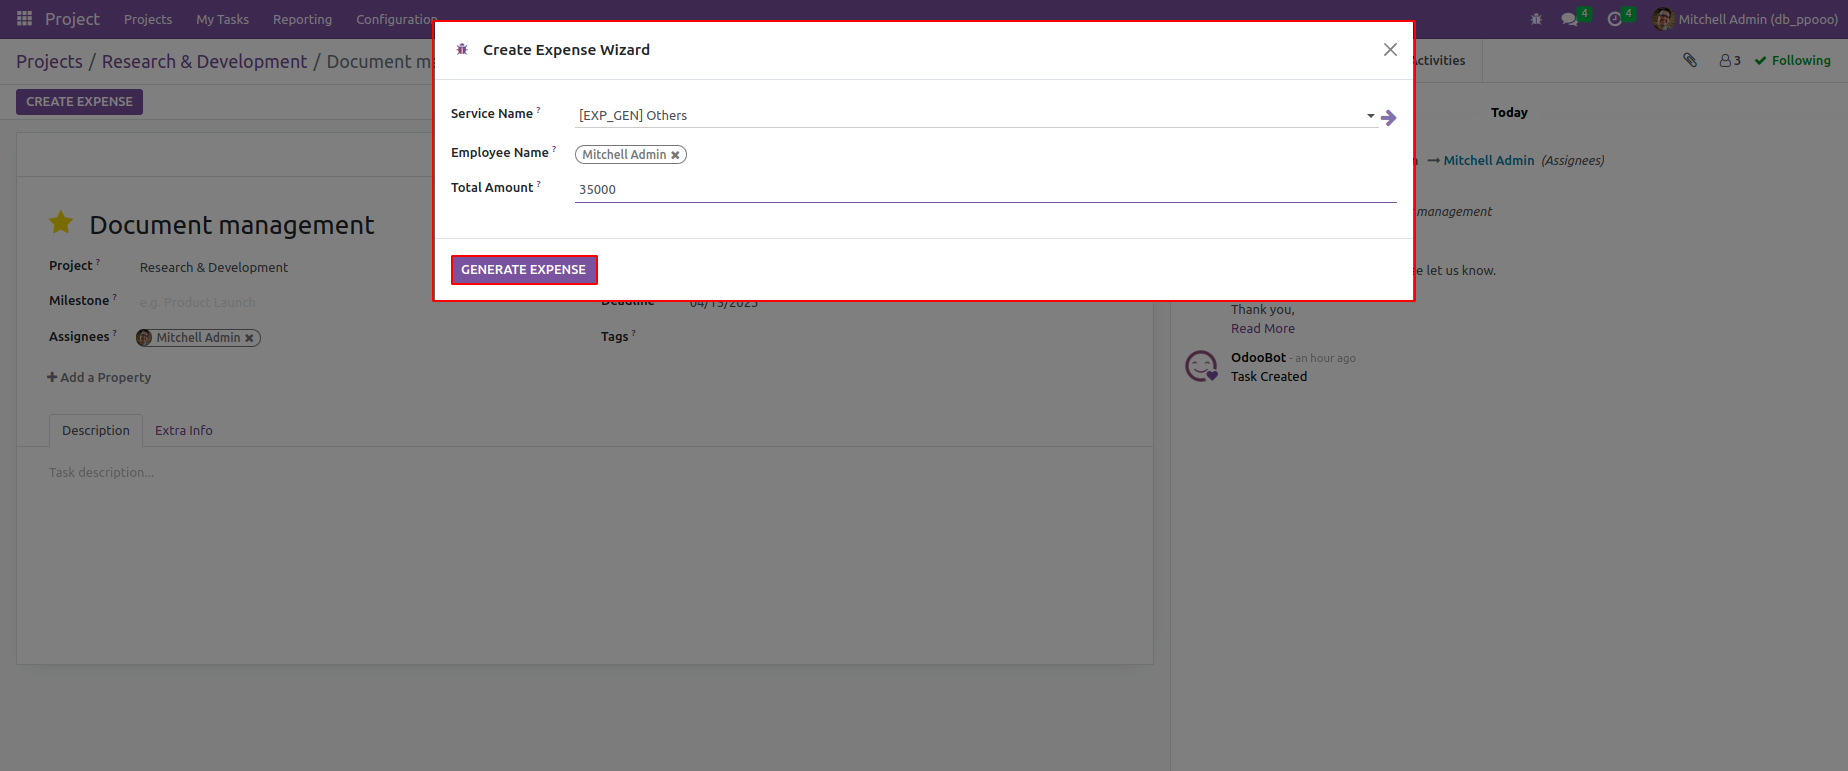 Project Projects My Tasks Reporting Configuration 4 4 Mitchell Admin (db_ppooo)
Projects / Research & Development / Document m
Activities 3 Following
CREATE EXPENSE
Create Expense Wizard
Service Name ? [EXP_GEN] Others
Employee Name ? Mitchell Admin
Total Amount ? 35000
GENERATE EXPENSE
Document management
Project ? Research & Development
Milestone ? e.g. Product Launch
Deadline 04/15/2025
Assignees ? Mitchell Admin
Tags ?
Add a Property
Description Extra Info
Task description...
Today
Mitchell Admin (Assignees)
management
e let us know.
Thank you,
Read More
OdooBot - an hour ago
Task Created